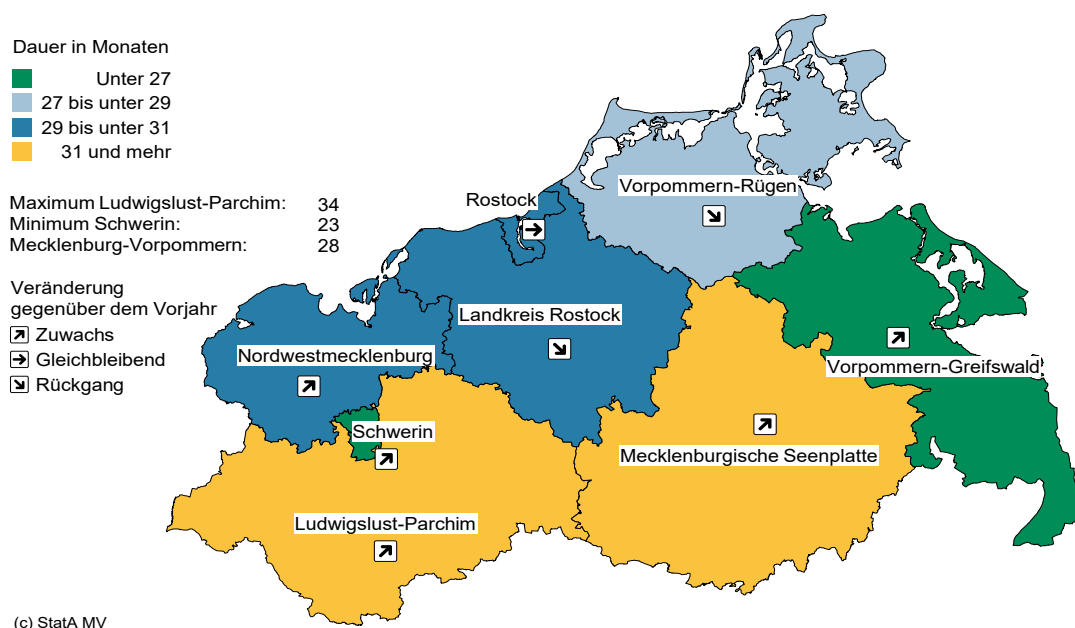 Dauer in Monaten
Unter 27
27 bis unter 29
29 bis unter 31
31 und mehr
Maximum Ludwigslust-Parchim: 34
Minimum Schwerin: 23
Mecklenburg-Vorpommern: 28
Veränderung
gegenüber dem Vorjahr
Zuwachs
Gleichbleibend
Rückgang
Vorpommern-Rügen
Rostock
Landkreis Rostock
Nordwestmecklenburg
Vorpommern-Greifswald
Schwerin
Mecklenburgische Seenplatte
Ludwigslust-Parchim
(c) StatA MV